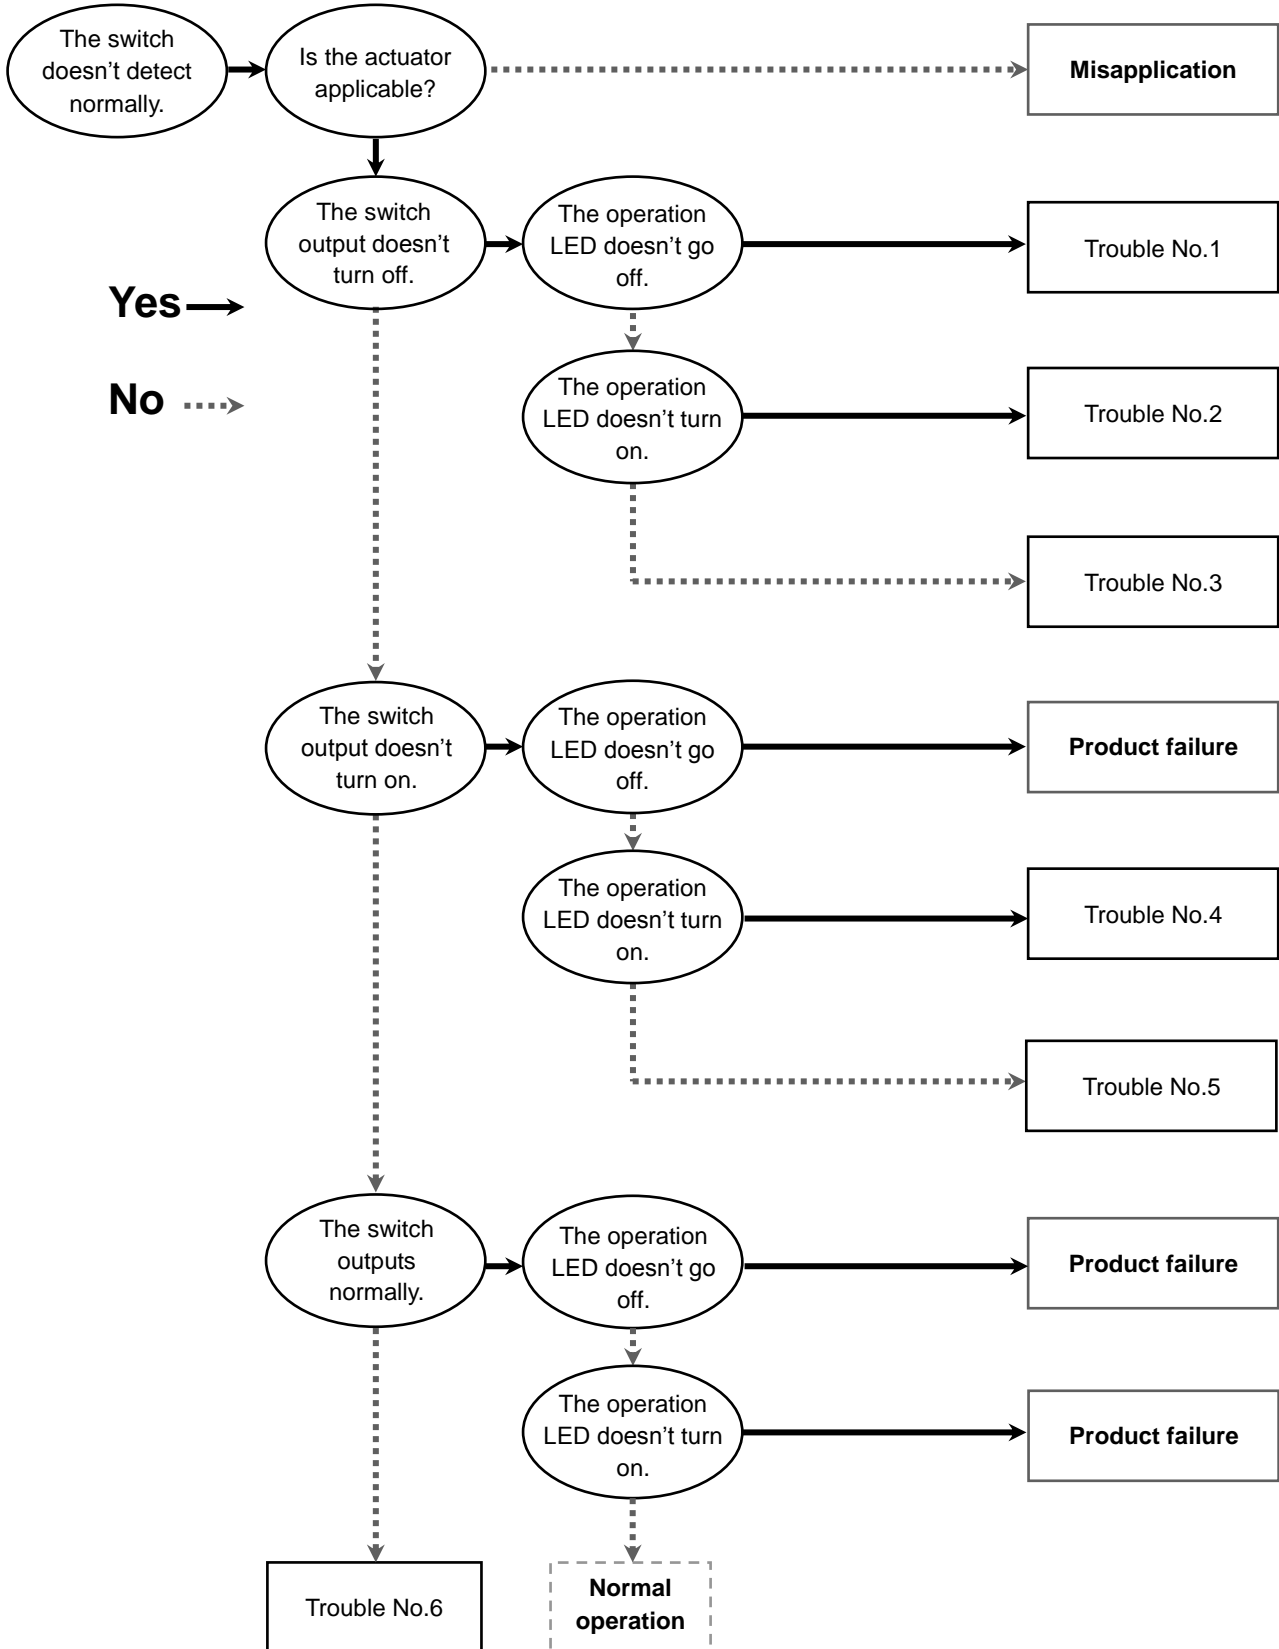 The switch
doesn't detect
normally.
Is the actuator
applicable?
Misapplication
The switch
output doesn't
turn off.
The operation
LED doesn't go
off.
Trouble No.1
Yes
No
The operation
LED doesn't turn
on.
Trouble No.2
Trouble No.3
The switch
output doesn't
turn on.
The operation
LED doesn't go
off.
Product failure
The operation
LED doesn't turn
on.
Trouble No.4
Trouble No.5
The switch
outputs
normally.
The operation
LED doesn't go
off.
Product failure
The operation
LED doesn't turn
on.
Product failure
Trouble No.6
Normal
operation